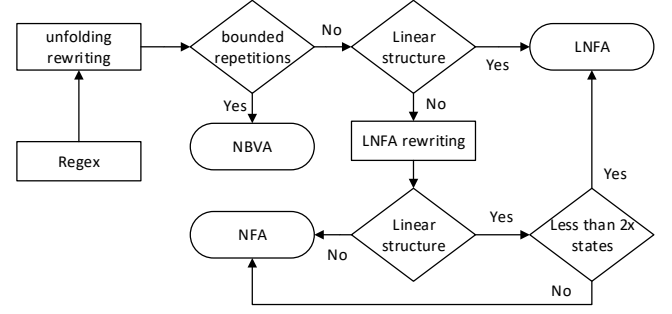 unfolding
rewriting
bounded
repetitions
No
Linear
structure
Yes
LNFA
Yes
No
NBVA
LNFA rewriting
Regex
Yes
NFA
No
Linear
structure
Yes
Less than 2x
states
No